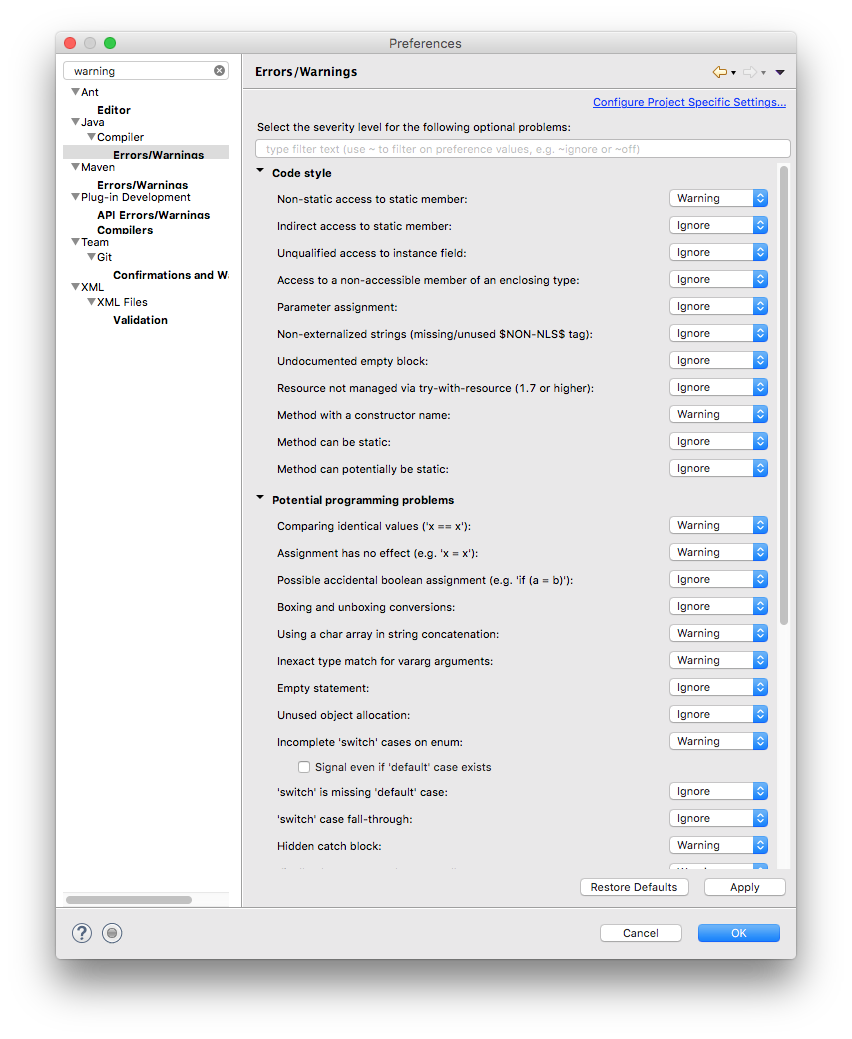 Preferences
warning
Ant
Editor
Java
Compiler
Errors/Warnings
Maven
Errors/Warnings
Plug-in Development
API Errors/Warnings
Compilers
Team
Git
Confirmations and W
XML
XML Files
Validation
Errors/Warnings
Configure Project Specific Settings...
Select the severity level for the following optional problems:
type filter text (use ~ to filter on preference values, e.g. ~ignore or ~off)
Code style
Non-static access to static member: Warning
Indirect access to static member: Ignore
Unqualified access to instance field: Ignore
Access to a non-accessible member of an enclosing type: Ignore
Parameter assignment: Ignore
Non-externalized strings (missing/unused $NON-NLS$ tag): Ignore
Undocumented empty block: Ignore
Resource not managed via try-with-resource (1.7 or higher): Ignore
Method with a constructor name: Warning
Method can be static: Ignore
Method can potentially be static: Ignore
Potential programming problems
Comparing identical values ('x == x'): Warning
Assignment has no effect (e.g. 'x = x'): Warning
Possible accidental boolean assignment (e.g. 'if (a = b)'): Ignore
Boxing and unboxing conversions: Ignore
Using a char array in string concatenation: Warning
Inexact type match for vararg arguments: Warning
Empty statement: Ignore
Unused object allocation: Ignore
Incomplete 'switch' cases on enum: Warning
Signal even if 'default' case exists
'switch' is missing 'default' case: Ignore
'switch' case fall-through: Ignore
Hidden catch block: Warning
Restore Defaults Apply
? Cancel OK